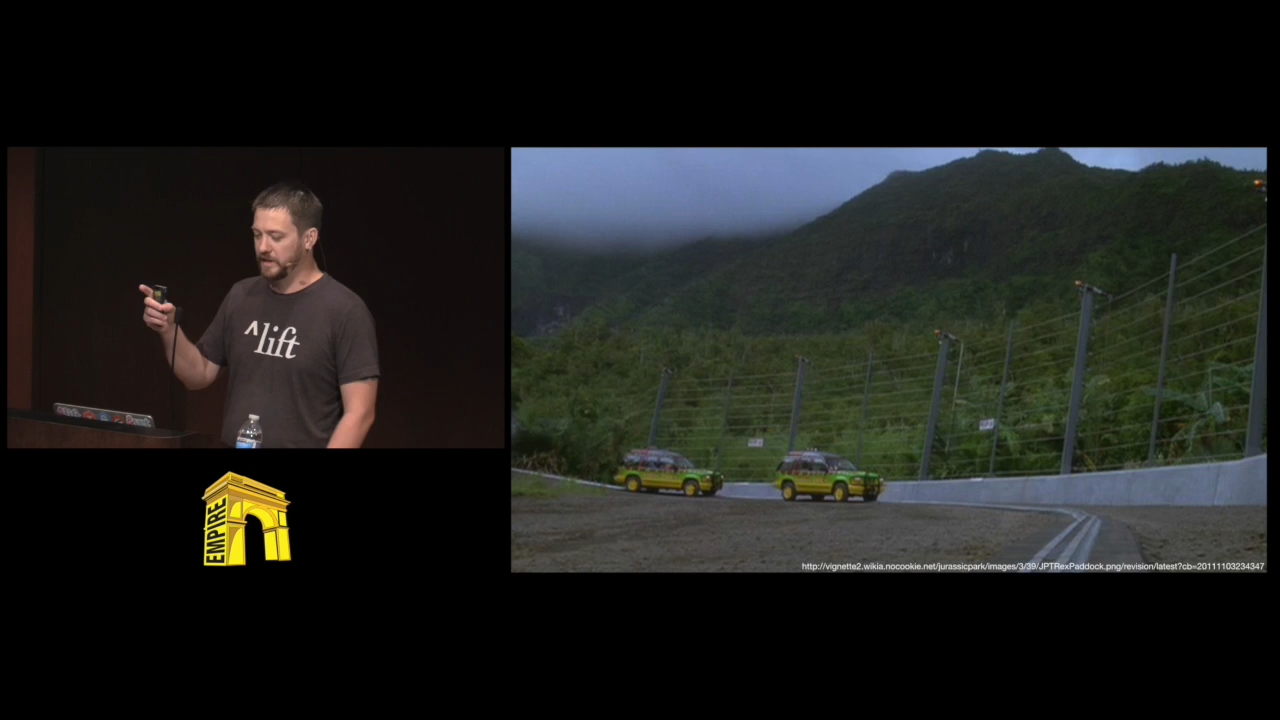 ^lift
EMPIRE
http://vignette2.wikia.nocookie.net/jurassicpark/images/3/39/JPTRexPaddock.png/revision/latest?cb=20111103234347